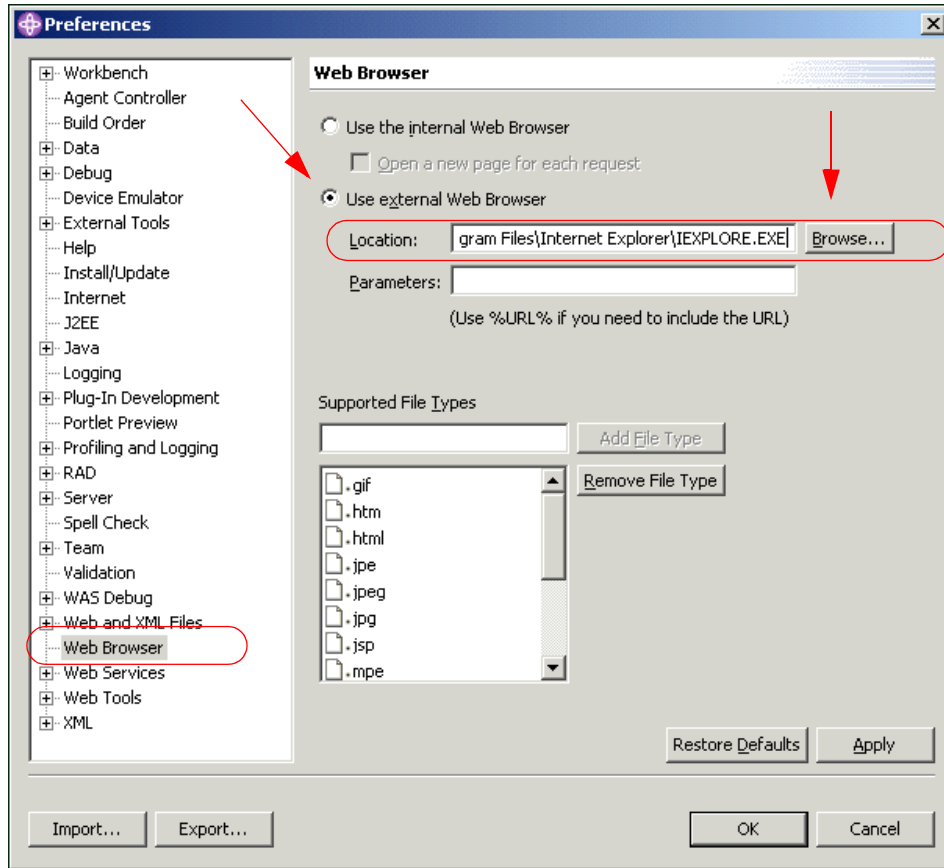 Preferences
Workbench
Agent Controller
Build Order
Data
Debug
Device Emulator
External Tools
Help
Install/Update
Internet
J2EE
Java
Logging
Plug-In Development
Portlet Preview
Profiling and Logging
RAD
Server
Spell Check
Team
Validation
WAS Debug
Web and XML Files
Web Browser
Web Services
Web Tools
XML
Web Browser
Use the internal Web Browser
Open a new page for each request
Use external Web Browser
Location: gram Files\Internet Explorer\IEXPLORE.EXE Browse...
Parameters:
(Use %URL% if you need to include the URL)
Supported File Types
Add File Type
Remove File Type
.gif
.htm
.html
.jpe
.jpeg
.jpg
.jsp
.mpe
Restore Defaults Apply
Import... Export... OK Cancel